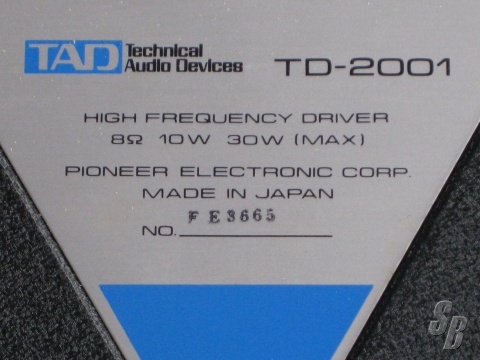 TAD Technical Audio Devices TD-2001
HIGH FREQUENCY DRIVER
8Ω 10W 30W (MAX)
PIONEER ELECTRONIC CORP.
MADE IN JAPAN
FE3665
NO.
SB